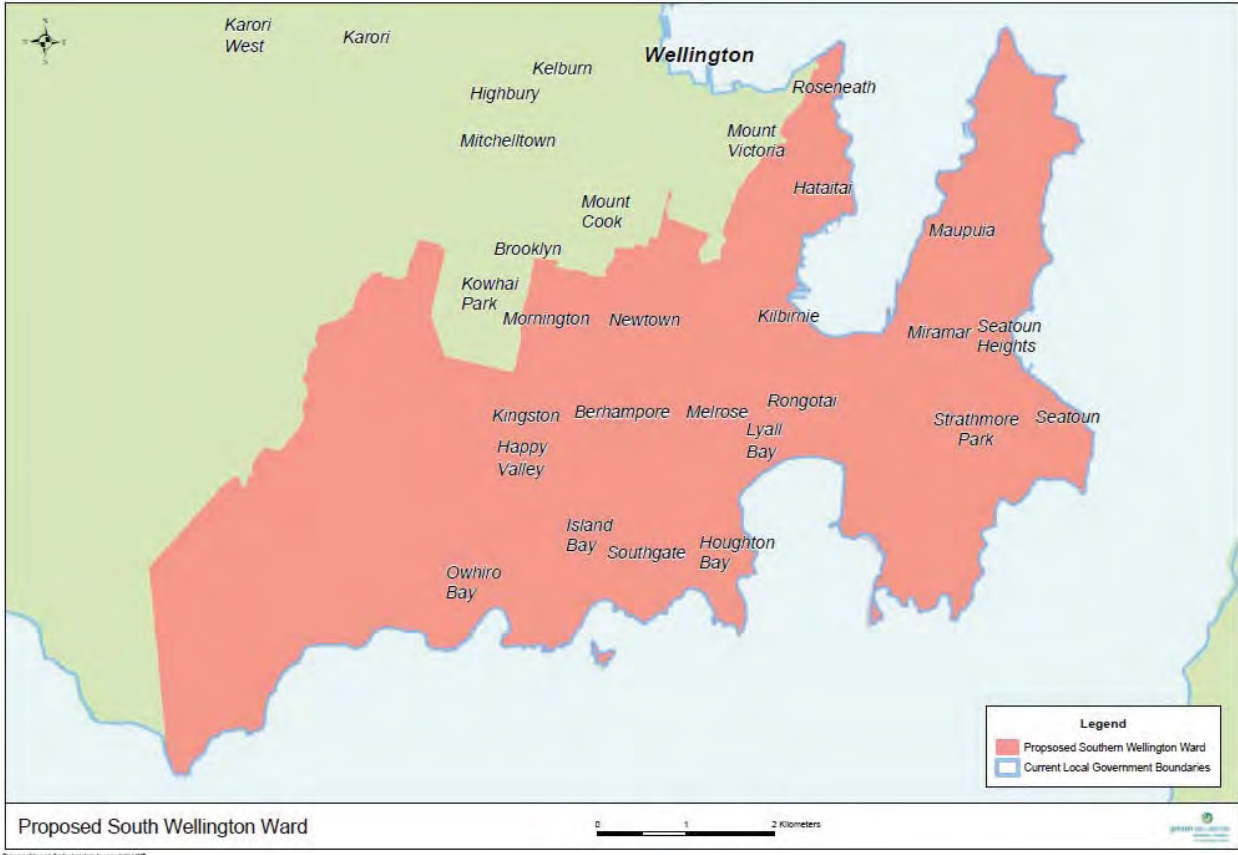 Karori
West
Karori
Wellington
Kelburn
Highbury
Roseneath
Mitchelltown
Mount
Victoria
Hataitai
Mount
Cook
Maupuia
Brooklyn
Kowhai
Park
Mornington
Newtown
Kilbirnie
Miramar
Seatoun
Heights
Kingston
Berhampore
Melrose
Rongotai
Strathmore
Park
Seatoun
Lyall
Bay
Happy
Valley
Island
Bay
Southgate
Houghton
Bay
Owhiro
Bay
Legend
Propsosed Southern Wellington Ward
Current Local Government Boundaries
Proposed South Wellington Ward
0 1 2 Kilometers